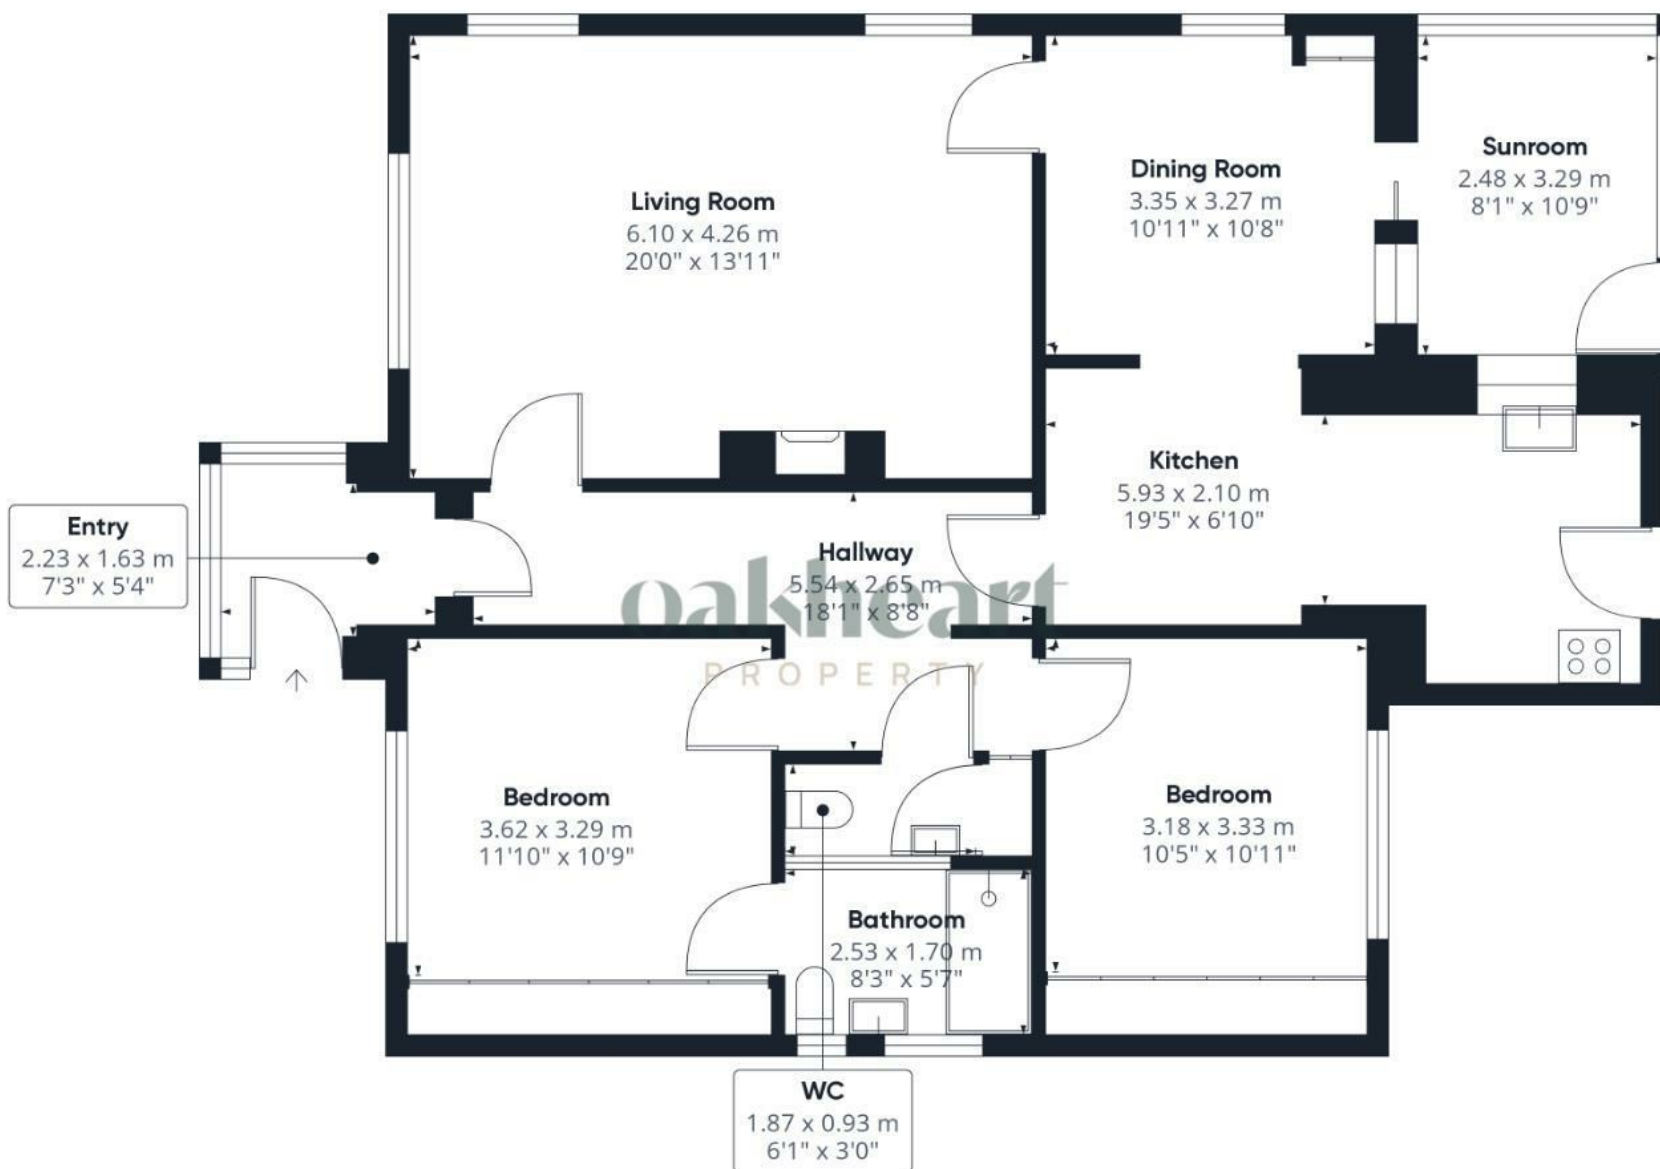 Living Room
6.10 x 4.26 m
20'0" x 13'11"
Dining Room
3.35 x 3.27 m
10'11" x 10'8"
Sunroom
2.48 x 3.29 m
8'1" x 10'9"
Kitchen
5.93 x 2.10 m
19'5" x 6'10"
Entry
2.23 x 1.63 m
7'3" x 5'4"
Hallway
5.54 x 2.65 m
18'1" x 8'8"
oakheart
PROPERTY
Bedroom
3.62 x 3.29 m
11'10" x 10'9"
Bedroom
3.18 x 3.33 m
10'5" x 10'11"
Bathroom
2.53 x 1.70 m
8'3" x 5'7"
WC
1.87 x 0.93 m
6'1" x 3'0"